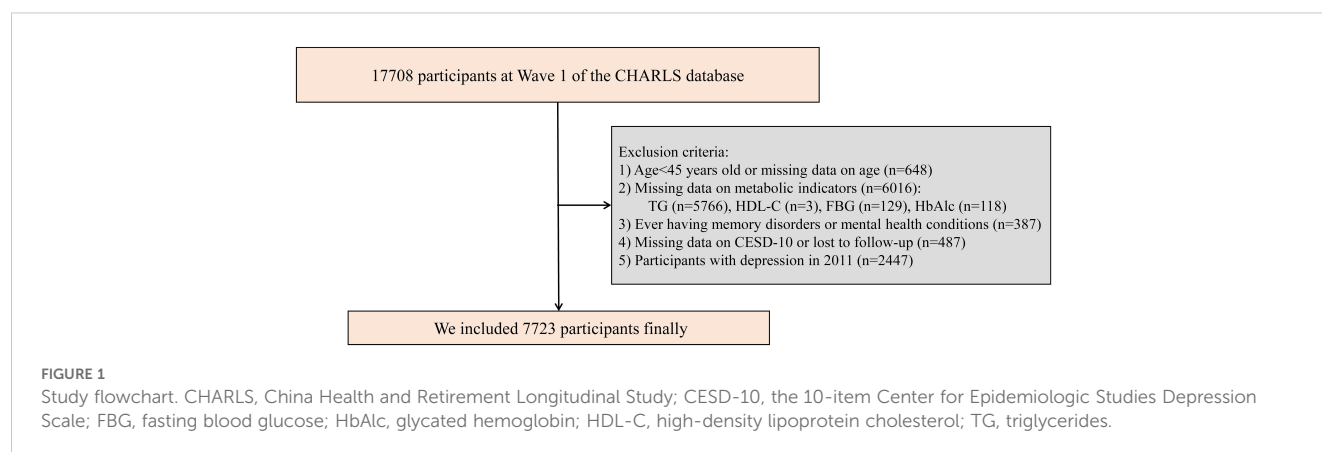 17708 participants at Wave 1 of the CHARLS database
Exclusion criteria:
1) Age<45 years old or missing data on age (n=648)
2) Missing data on metabolic indicators (n=6016):
TG (n=5766), HDL-C (n=3), FBG (n=129), HbAlc (n=118)
3) Ever having memory disorders or mental health conditions (n=387)
4) Missing data on CESD-10 or lost to follow-up (n=487)
5) Participants with depression in 2011 (n=2447)
We included 7723 participants finally
FIGURE 1
Study flowchart. CHARLS, China Health and Retirement Longitudinal Study; CESD-10, the 10-item Center for Epidemiologic Studies Depression
Scale; FBG, fasting blood glucose; HbAlc, glycated hemoglobin; HDL-C, high-density lipoprotein cholesterol; TG, triglycerides.